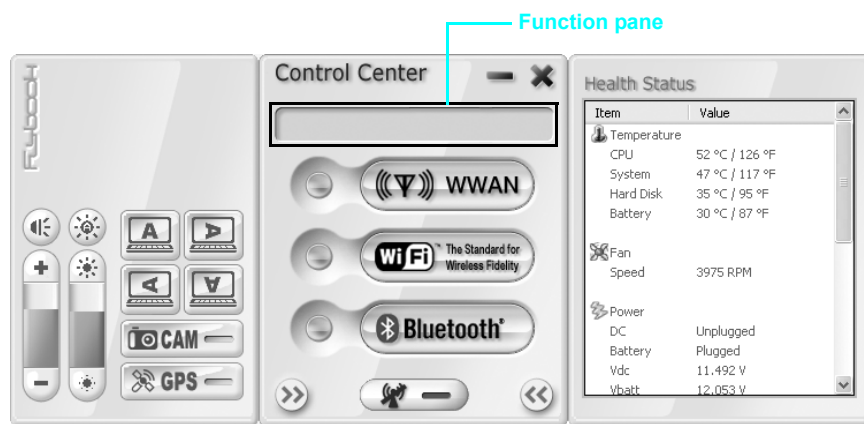 Function pane
Flybook
Control Center
WWAN
WiFi The Standard for
Wireless Fidelity
Bluetooth
A A
A A
CAM
GPS
Health Status
Item Value
Temperature
CPU 52 °C / 126 °F
System 47 °C / 117 °F
Hard Disk 35 °C / 95 °F
Battery 30 °C / 87 °F
Fan
Speed 3975 RPM
Power
DC Unplugged
Battery Plugged
Vdc 11.492 V
Vbatt 12.053 V